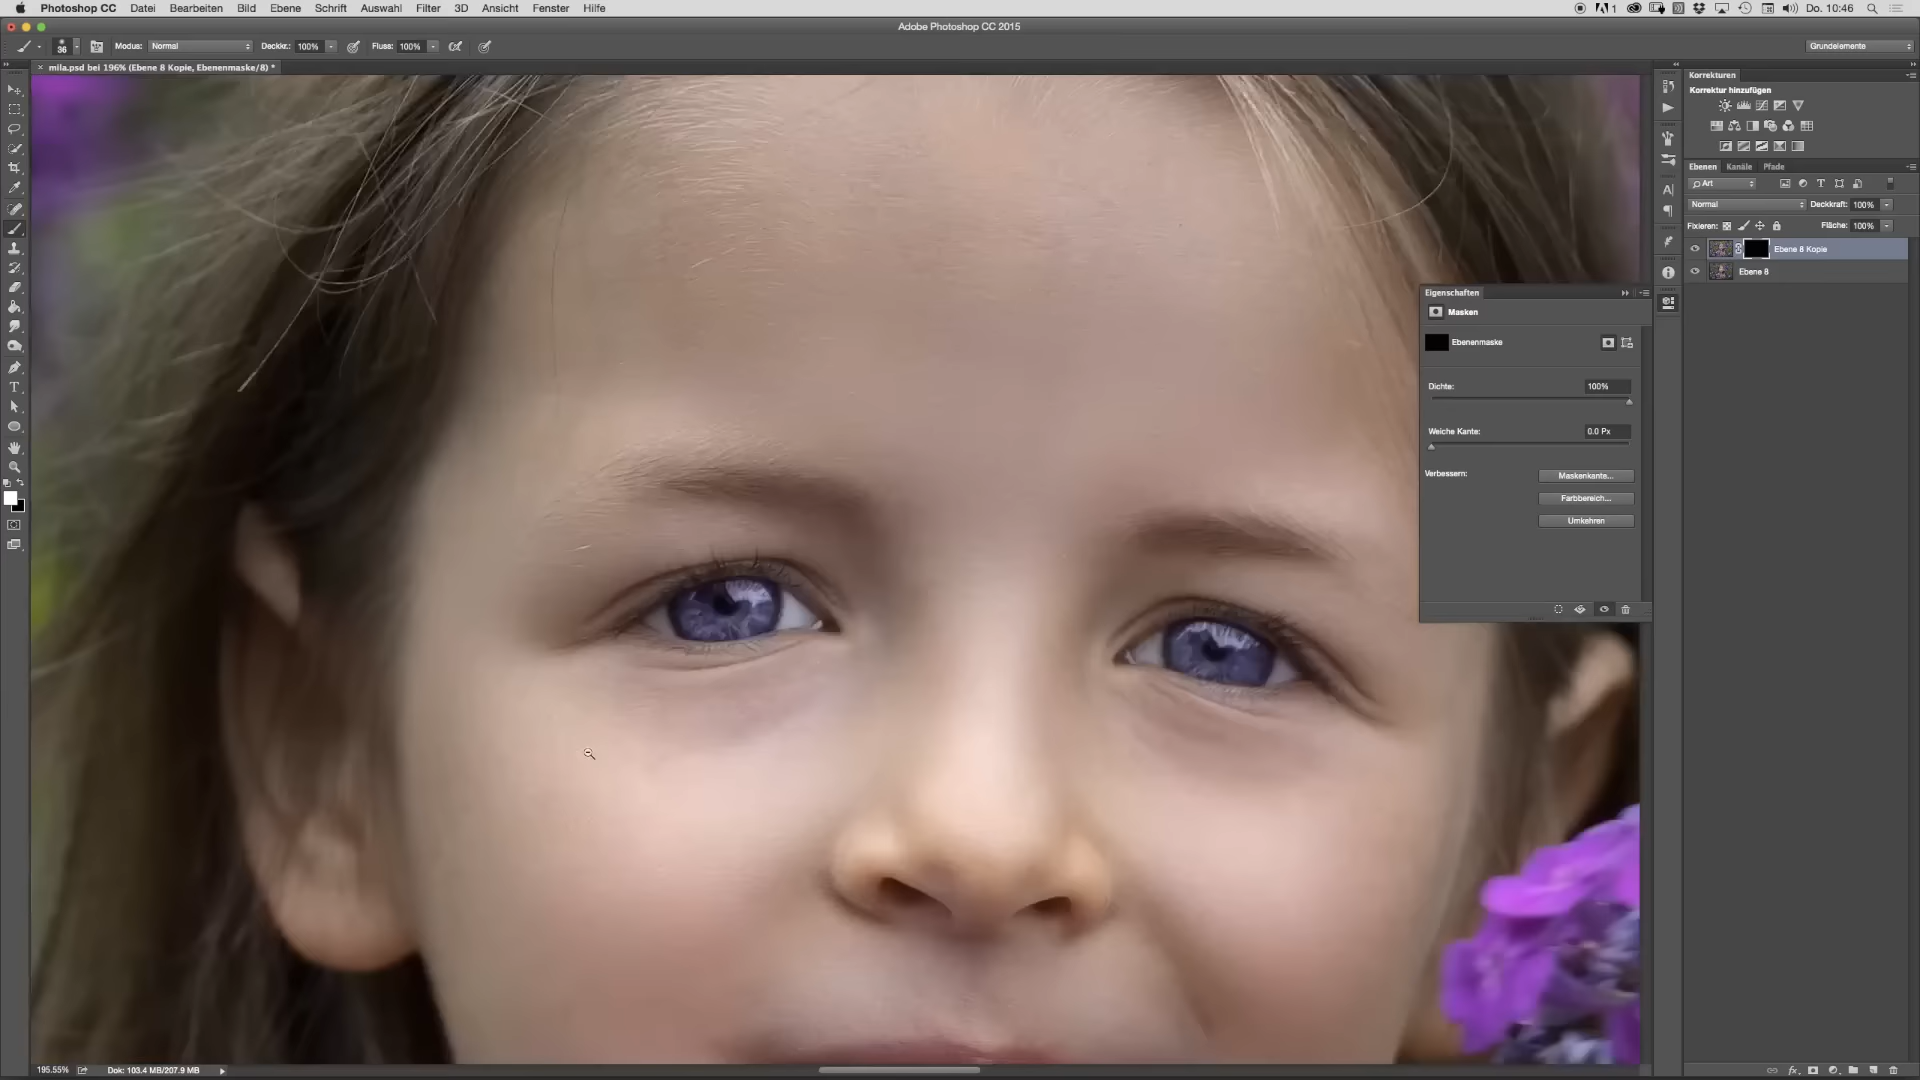 Photoshop CC Datei Bearbeiten Bild Ebene Schrift Auswahl Filter 3D Ansicht Fenster Hilfe 1 Do. 10:46
Adobe Photoshop CC 2015
36 Modus: Normal Deckkr.: 100% Fluss: 100% Grundelemente
× mila.psd bei 196% (Ebene 8 Kopie, Ebenenmaske/8) *
Korrekturen
Korrektur hinzufügen
Ebenen Kanäle Pfade
Art
Normal Deckkraft: 100%
Fixieren: Fläche: 100%
Ebene 8 Kopie
Ebene 8
Eigenschaften
Masken
Ebenenmaske
Dichte: 100%
Weiche Kante: 0.0 Px
Verbessern: Maskenkante...
Farbbereich...
Umkehren
195.55% Dok: 103.4 MB/207.9 MB